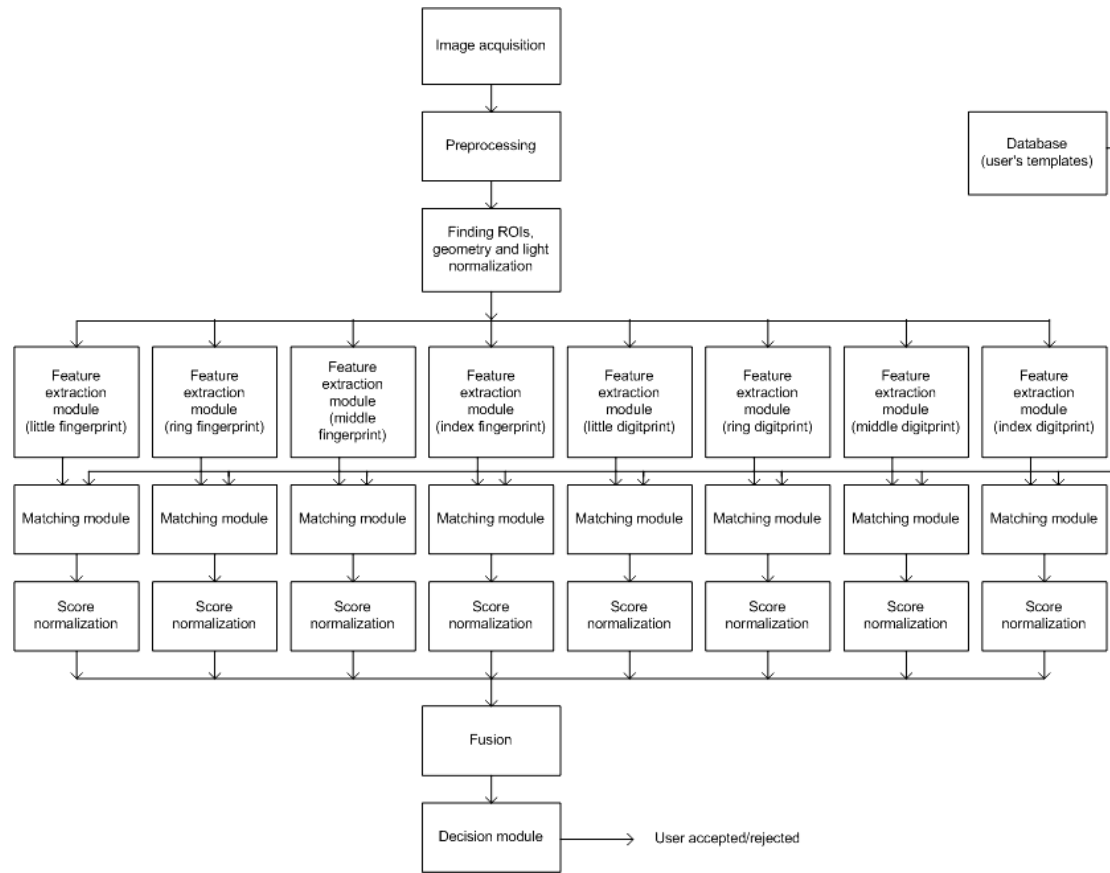 Image acquisition
Preprocessing
Database
(user's templates)
Finding ROIs,
geometry and light
normalization
Feature
extraction
module
(little fingerprint)
Feature
extraction
module
(ring fingerprint)
Feature
extraction
module
(middle
fingerprint)
Feature
extraction
module
(index fingerprint)
Feature
extraction
module
(little digitprint)
Feature
extraction
module
(ring digitprint)
Feature
extraction
module
(middle digitprint)
Feature
extraction
module
(index digitprint)
Matching module
Matching module
Matching module
Matching module
Matching module
Matching module
Matching module
Matching module
Score
normalization
Score
normalization
Score
normalization
Score
normalization
Score
normalization
Score
normalization
Score
normalization
Score
normalization
Fusion
Decision module
User accepted/rejected